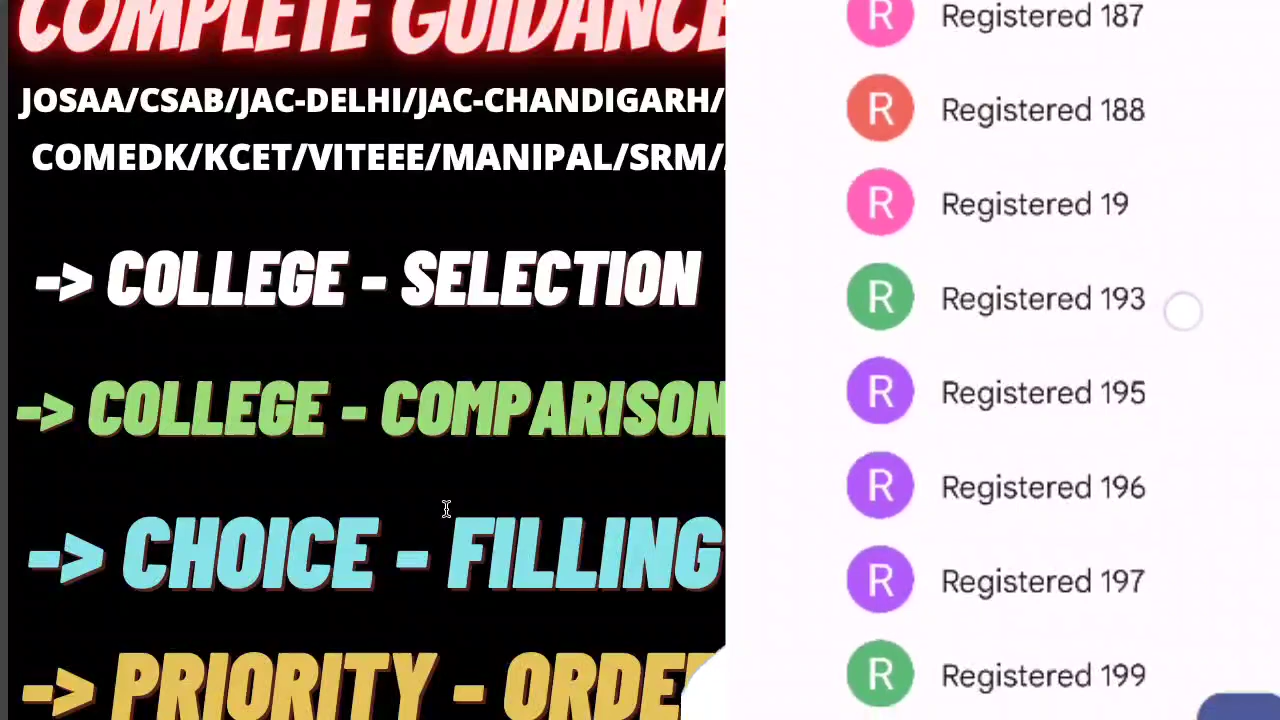 COMPLETE GUIDANCE
JOSAA/CSAB/JAC-DELHI/JAC-CHANDIGARH/
COMEDK/KCET/VITEEE/MANIPAL/SRM/
-> COLLEGE - SELECTION
-> COLLEGE - COMPARISON
-> CHOICE - FILLING
-> PRIORITY - ORDE
R Registered 187
R Registered 188
R Registered 19
R Registered 193
R Registered 195
R Registered 196
R Registered 197
R Registered 199